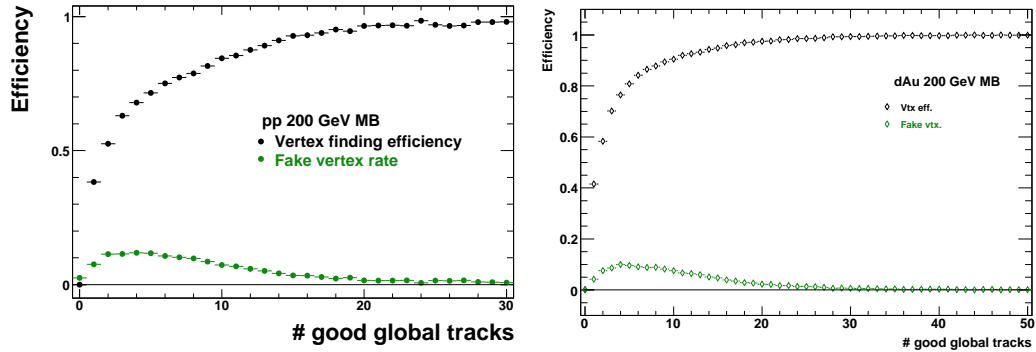 Efficiency
1
0.5
0
pp 200 GeV MB
Vertex finding efficiency
Fake vertex rate
0 10 20 30
# good global tracks
Efficiency
1
0.8
0.6
0.4
0.2
0
dAu 200 GeV MB
Vtx eff.
Fake vtx.
0 10 20 30 40 50
# good global tracks